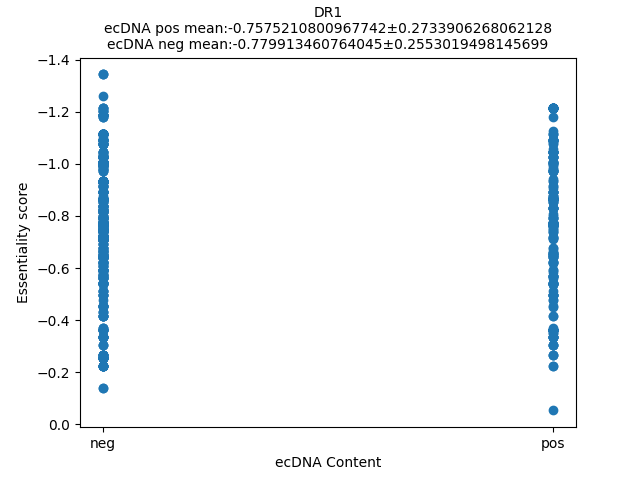 DR1
ecDNA pos mean:-0.7575210800967742±0.2733906268062128
ecDNA neg mean:-0.779913460764045±0.2553019498145699
−1.4
−1.2
−1.0
−0.8
−0.6
−0.4
−0.2
0.0
Essentiality score
neg
pos
ecDNA Content